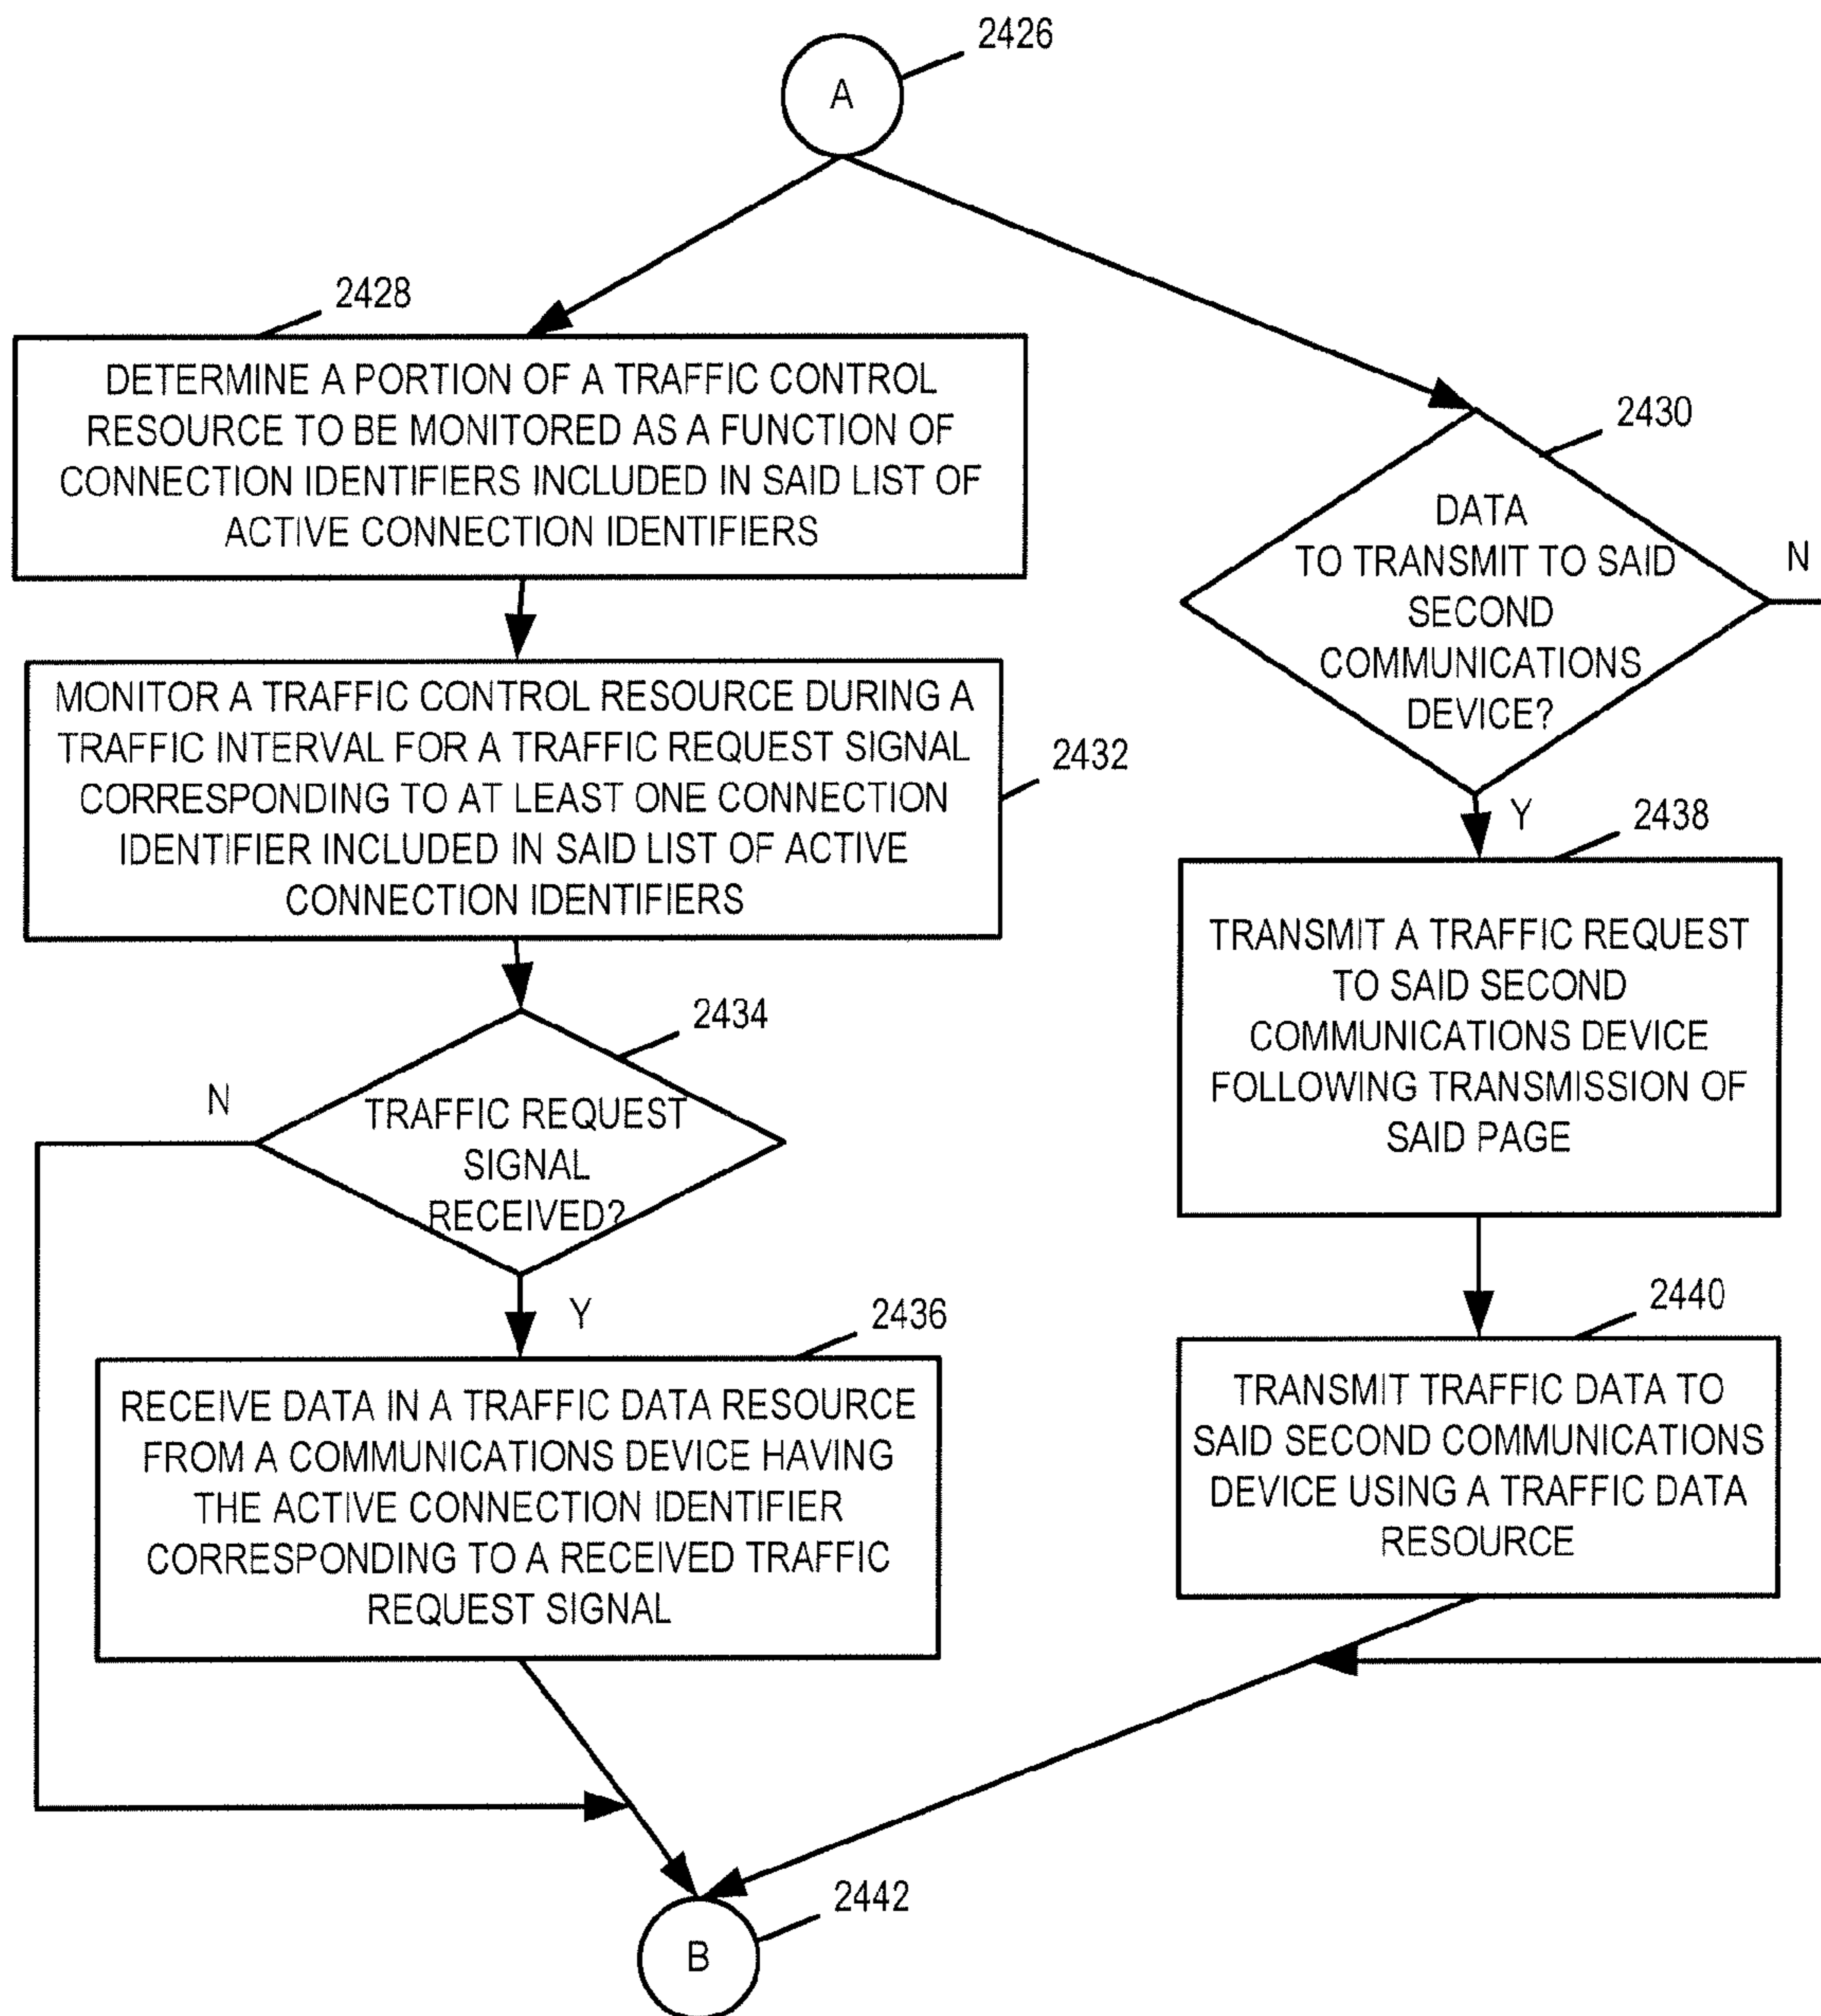 2426
A
2428
DETERMINE A PORTION OF A TRAFFIC CONTROL
RESOURCE TO BE MONITORED AS A FUNCTION OF
CONNECTION IDENTIFIERS INCLUDED IN SAID LIST OF
ACTIVE CONNECTION IDENTIFIERS
2430
DATA
TO TRANSMIT TO SAID
SECOND
COMMUNICATIONS
DEVICE?
N
MONITOR A TRAFFIC CONTROL RESOURCE DURING A
TRAFFIC INTERVAL FOR A TRAFFIC REQUEST SIGNAL
CORRESPONDING TO AT LEAST ONE CONNECTION
IDENTIFIER INCLUDED IN SAID LIST OF ACTIVE
CONNECTION IDENTIFIERS
2432
Y
2438
TRANSMIT A TRAFFIC REQUEST
TO SAID SECOND
COMMUNICATIONS DEVICE
FOLLOWING TRANSMISSION OF
SAID PAGE
2434
N
TRAFFIC REQUEST
SIGNAL
RECEIVED?
Y
2436
RECEIVE DATA IN A TRAFFIC DATA RESOURCE
FROM A COMMUNICATIONS DEVICE HAVING
THE ACTIVE CONNECTION IDENTIFIER
CORRESPONDING TO A RECEIVED TRAFFIC
REQUEST SIGNAL
2440
TRANSMIT TRAFFIC DATA TO
SAID SECOND COMMUNICATIONS
DEVICE USING A TRAFFIC DATA
RESOURCE
2442
B